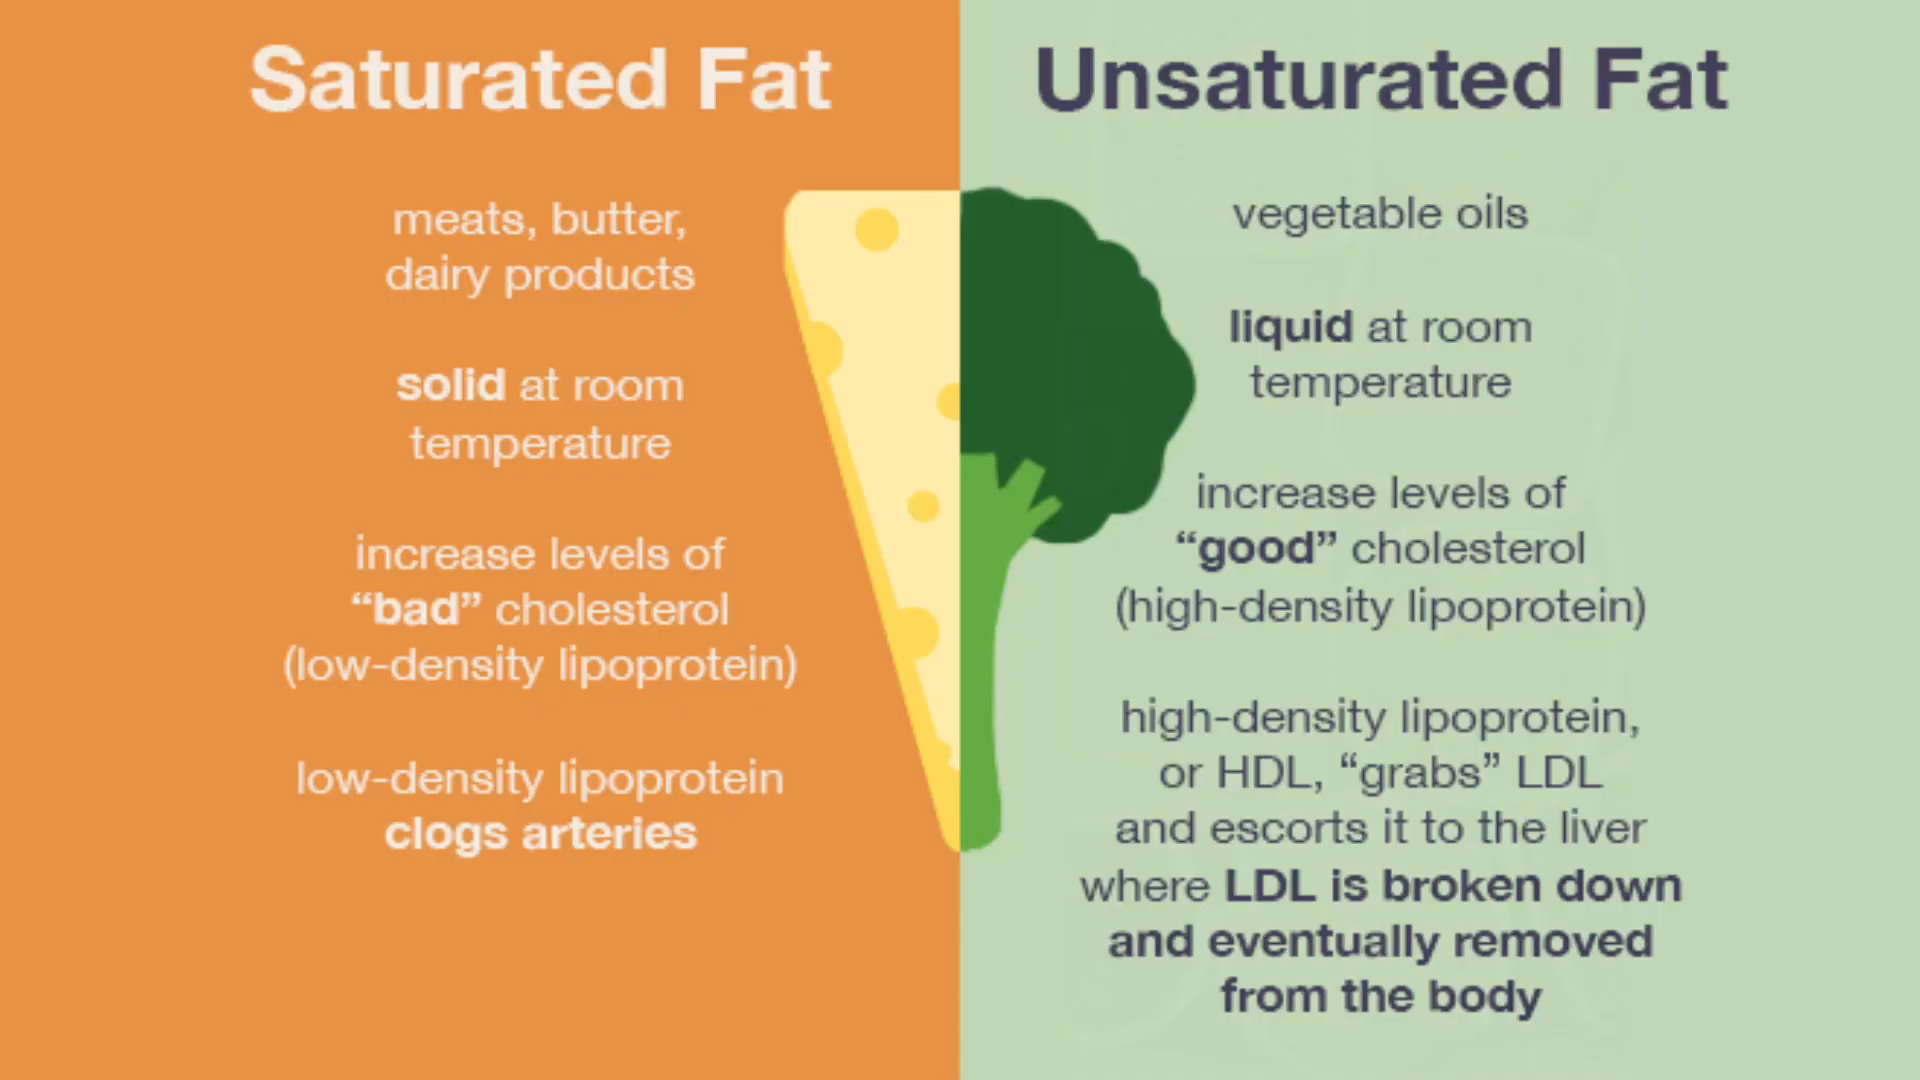 Saturated Fat
meats, butter,
dairy products
solid at room
temperature
increase levels of
“bad” cholesterol
(low-density lipoprotein)
low-density lipoprotein
clogs arteries
Unsaturated Fat
vegetable oils
liquid at room
temperature
increase levels of
“good” cholesterol
(high-density lipoprotein)
high-density lipoprotein,
or HDL, “grabs” LDL
and escorts it to the liver
where LDL is broken down
and eventually removed
from the body